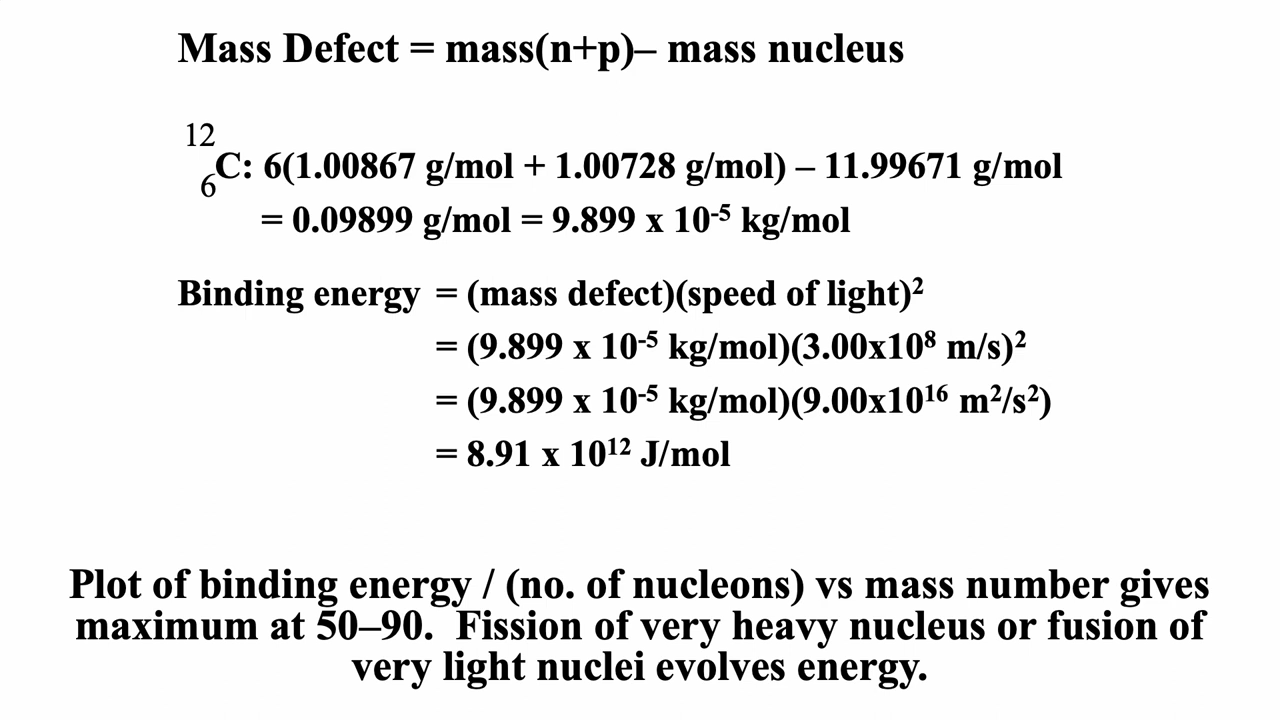 Mass Defect = mass(n+p)– mass nucleus
¹²₆C: 6(1.00867 g/mol + 1.00728 g/mol) – 11.99671 g/mol
= 0.09899 g/mol = 9.899 x 10⁻⁵ kg/mol
Binding energy = (mass defect)(speed of light)²
= (9.899 x 10⁻⁵ kg/mol)(3.00x10⁸ m/s)²
= (9.899 x 10⁻⁵ kg/mol)(9.00x10¹⁶ m²/s²)
= 8.91 x 10¹² J/mol
Plot of binding energy / (no. of nucleons) vs mass number gives
maximum at 50–90. Fission of very heavy nucleus or fusion of
very light nuclei evolves energy.